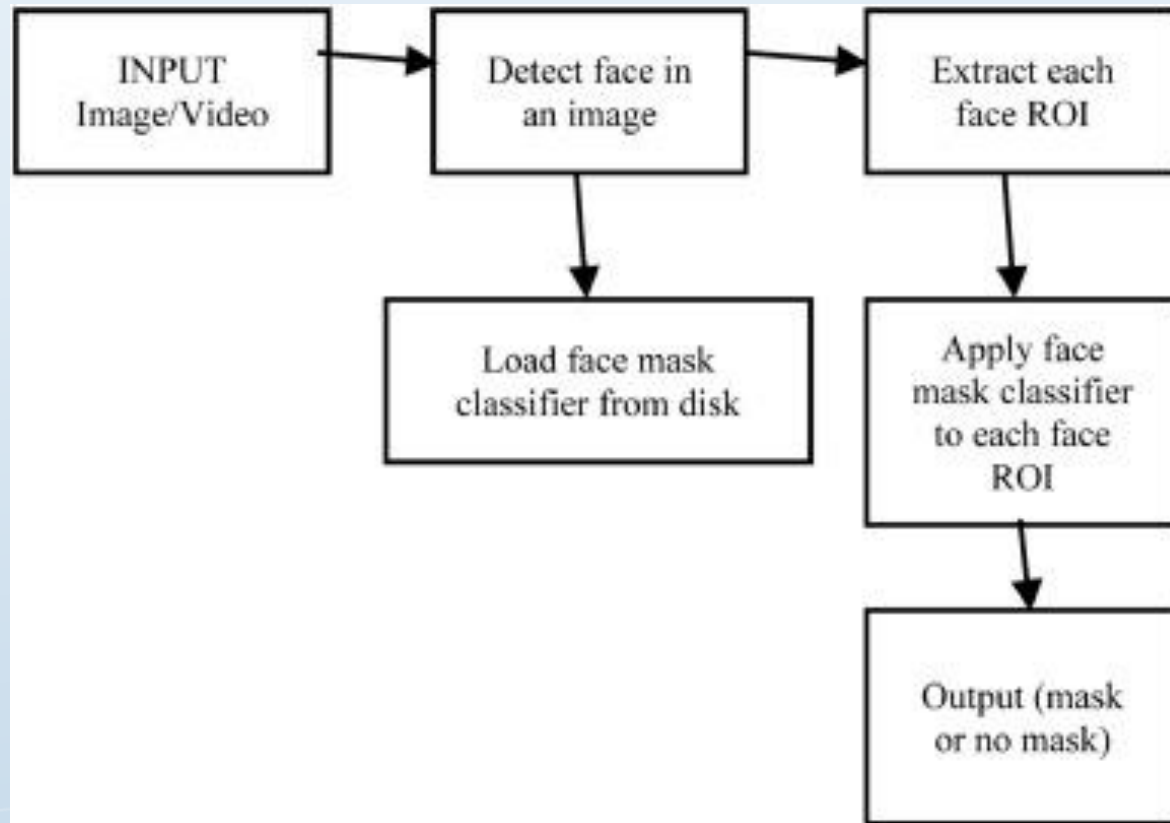 INPUT
Image/Video
Detect face in
an image
Extract each
face ROI
Load face mask
classifier from disk
Apply face
mask classifier
to each face
ROI
Output (mask
or no mask)